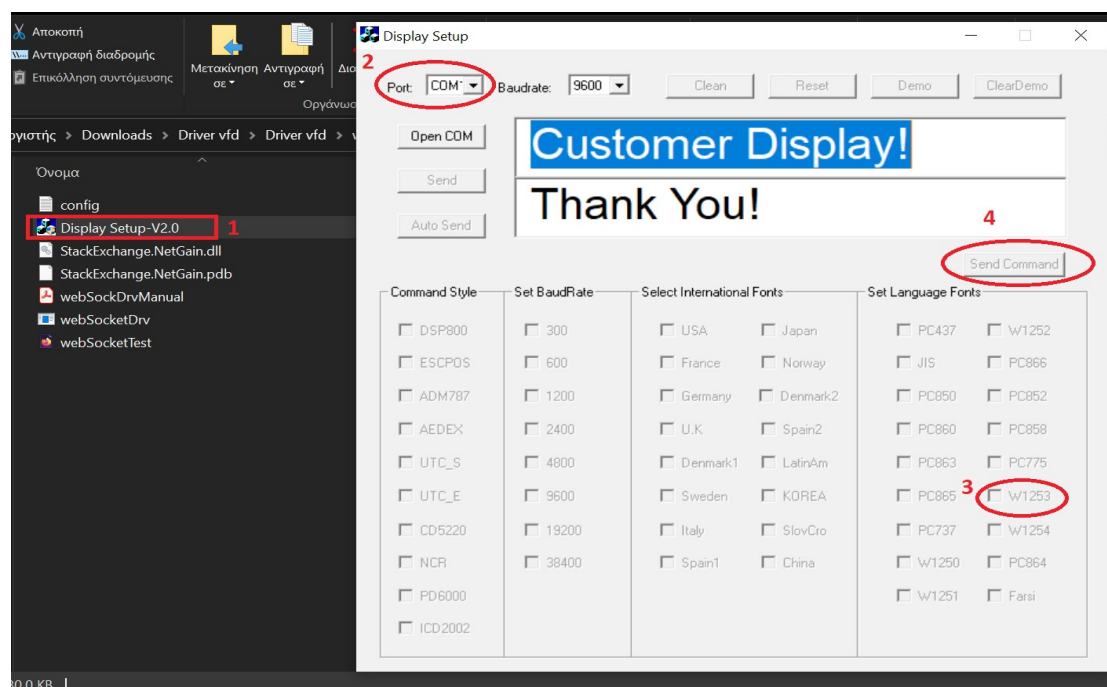 Αποκοπή
Αντιγραφή διαδρομής
Επικόλληση συντόμευσης
Μετακίνηση σε
Αντιγραφή σε
Οργάνωσ
ογιστής > Downloads > Driver vfd > Driver vfd >
Όνομα
config
Display Setup-V2.0 1
StackExchange.NetGain.dll
StackExchange.NetGain.pdb
webSockDrvManual
webSocketDrv
webSocketTest
Display Setup
2
Port: COM Baudrate: 9600 Clean Reset Demo ClearDemo
Open COM
Send
Auto Send
Customer Display!
Thank You!
4
Send Command
Command Style
DSP800
ESCPOS
ADM787
AEDEX
UTC_S
UTC_E
CD5220
NCR
PD6000
ICD2002
Set BaudRate
300
600
1200
2400
4800
9600
19200
38400
Select International Fonts
USA Japan
France Norway
Germany Denmark2
U.K Spain2
Denmark1 LatinAm
Sweden KOREA
Italy SlovCro
Spain1 China
Set Language Fonts
PC437 W1252
JIS PC866
PC850 PC852
PC860 PC858
PC863 PC775
PC865 3 W1253
PC737 W1254
W1250 PC864
W1251 Farsi